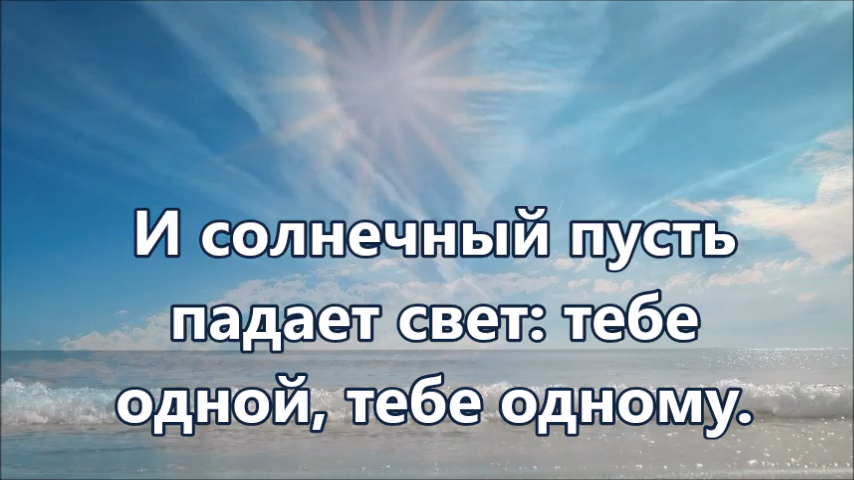 И солнечный пусть
падает свет: тебе
одной, тебе одному.